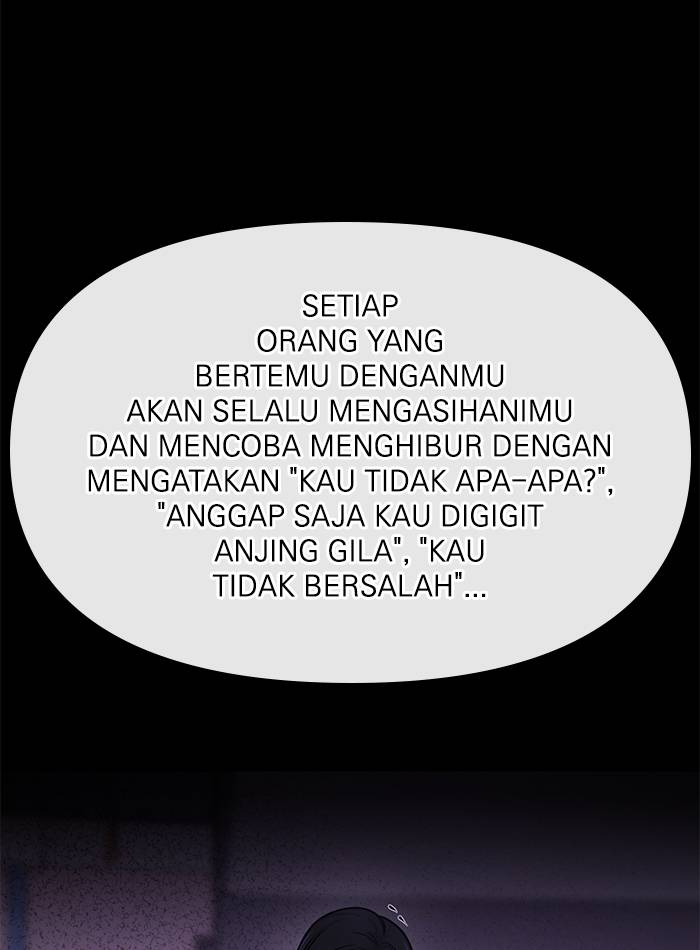 SETIAP
ORANG YANG
BERTEMU DENGANMU
AKAN SELALU MENGASIHANIMU
DAN MENCOBA MENGHIBUR DENGAN
MENGATAKAN "KAU TIDAK APA-APA?",
"ANGGAP SAJA KAU DIGIGIT
ANJING GILA", "KAU
TIDAK BERSALAH"...